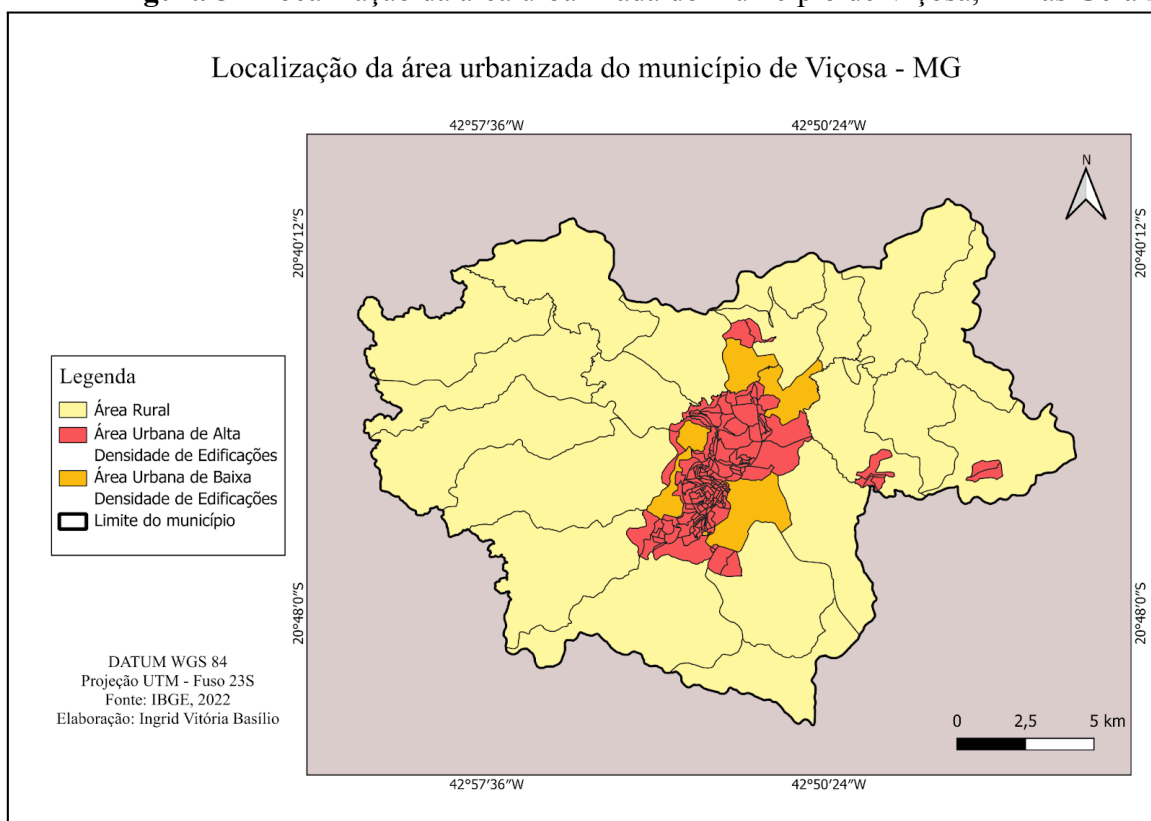 Localização da área urbanizada do município de Viçosa - MG
42°57'36"W
42°50'24"W
N
20°40'12"S
20°40'12"S
Legenda
Área Rural
Área Urbana de Alta
Densidade de Edificações
Área Urbana de Baixa
Densidade de Edificações
Limite do município
20°48'0"S
20°48'0"S
DATUM WGS 84
Projeção UTM - Fuso 23S
Fonte: IBGE, 2022
Elaboração: Ingrid Vitória Basílio
0 2,5 5 km
42°57'36"W
42°50'24"W